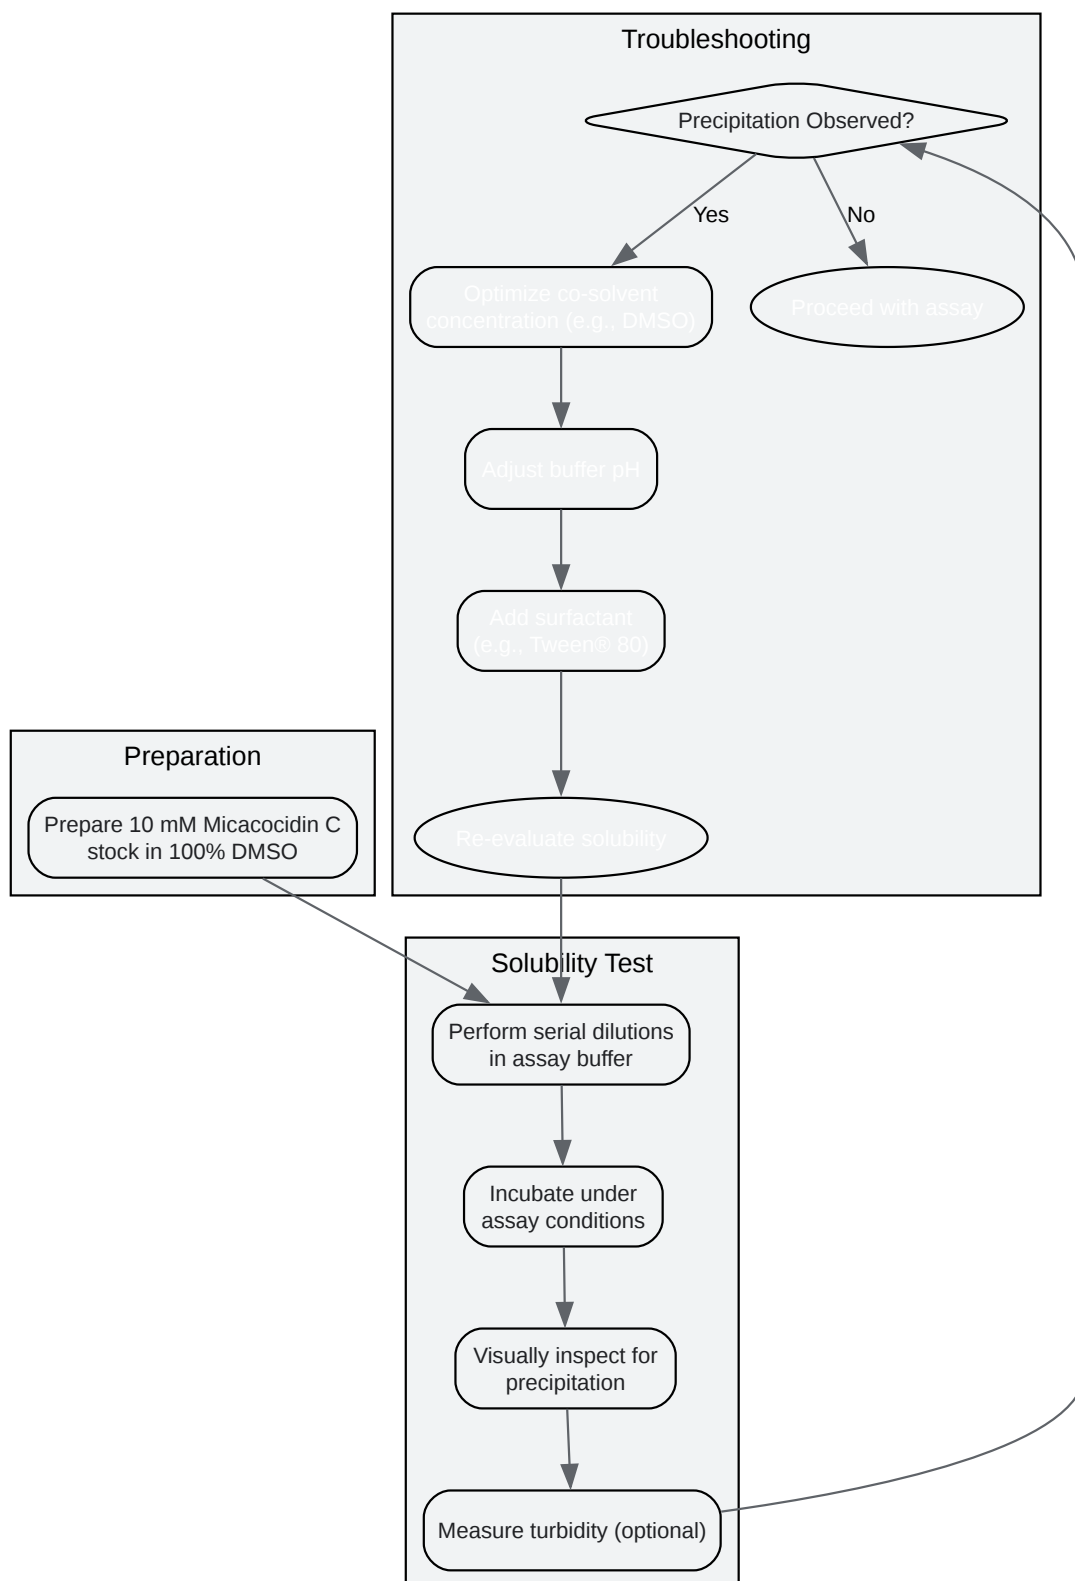 Troubleshooting
Precipitation Observed?
Yes
No
Optimize co-solvent
concentration (e.g., DMSO)
Proceed with assay
Adjust buffer pH
Add surfactant
(e.g., Tween® 80)
Re-evaluate solubility
Preparation
Prepare 10 mM Micacocidin C
stock in 100% DMSO
Solubility Test
Perform serial dilutions
in assay buffer
Incubate under
assay conditions
Visually inspect for
precipitation
Measure turbidity (optional)